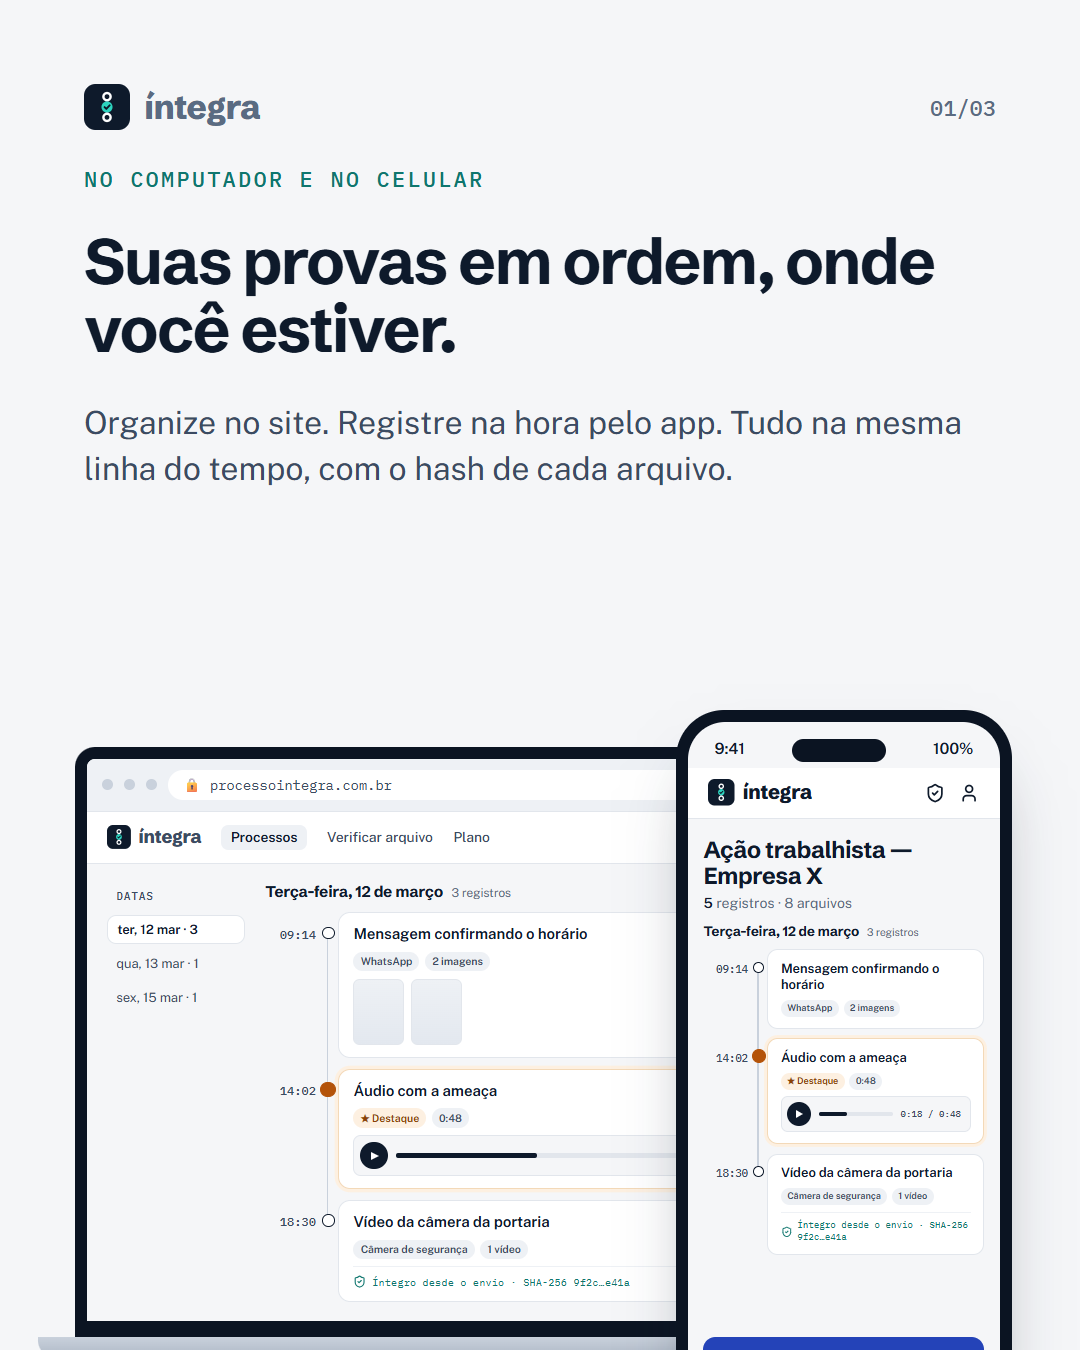 íntegra
01/03
NO COMPUTADOR E NO CELULAR
Suas provas em ordem, onde
você estiver.
Organize no site. Registre na hora pelo app. Tudo na mesma
linha do tempo, com o hash de cada arquivo.
processointegra.com.br
íntegra Processos Verificar arquivo Plano
DATAS
ter, 12 mar · 3
qua, 13 mar · 1
sex, 15 mar · 1
Terça-feira, 12 de março 3 registros
09:14 Mensagem confirmando o horário
WhatsApp 2 imagens
14:02 Áudio com a ameaça
★ Destaque 0:48
18:30 Vídeo da câmera da portaria
Câmera de segurança 1 vídeo
Íntegro desde o envio · SHA-256 9f2c…e41a
9:41 100%
íntegra
Ação trabalhista —
Empresa X
5 registros · 8 arquivos
Terça-feira, 12 de março 3 registros
09:14 Mensagem confirmando o
horário
WhatsApp 2 imagens
14:02 Áudio com a ameaça
★ Destaque 0:48
0:18 / 0:48
18:30 Vídeo da câmera da portaria
Câmera de segurança 1 vídeo
Íntegro desde o envio · SHA-256
9f2c…e41a